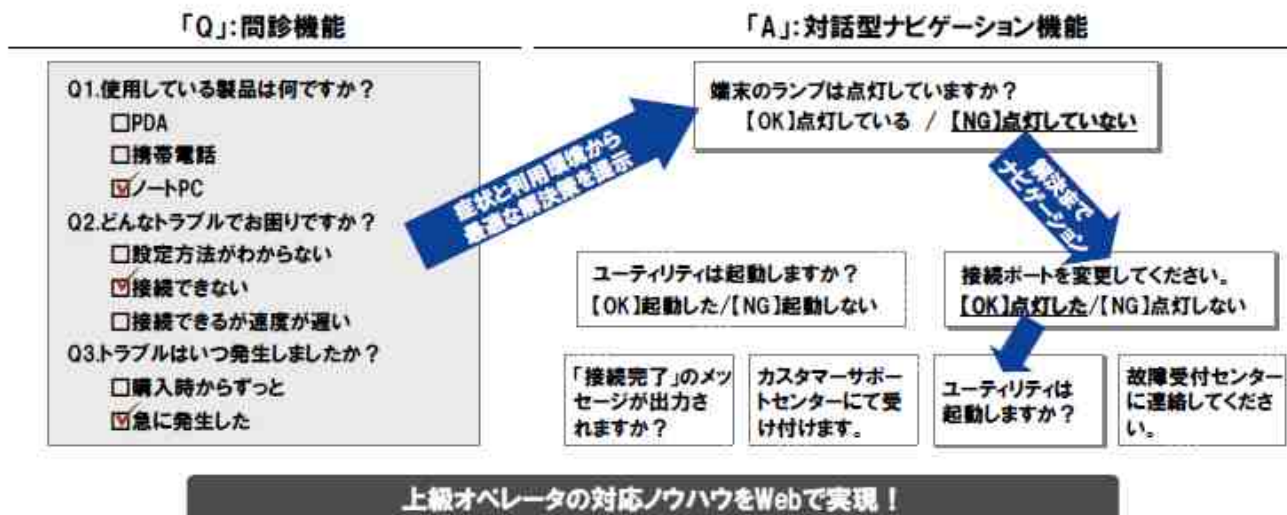 「Q」:問診機能
Q1.使用している製品は何ですか？
□PDA
□携帯電話
☑ノートPC
Q2.どんなトラブルでお困りですか？
□設定方法がわからない
☑接続できない
□接続できるが速度が遅い
Q3.トラブルはいつ発生しましたか？
□購入時からずっと
☑急に発生した
症状と利用環境から
最適な解決策を提示
「A」:対話型ナビゲーション機能
端末のランプは点灯していますか？
【OK】点灯している / 【NG】点灯していない
解決まで
ナビゲーション
ユーティリティは起動しますか？
【OK】起動した/【NG】起動しない
接続ポートを変更してください。
【OK】点灯した/【NG】点灯しない
「接続完了」のメッ
セージが出力さ
れますか？
カスタマーサポー
トセンターにて受
け付けます。
ユーティリティは
起動しますか？
故障受付センター
に連絡してくださ
い。
上級オペレータの対応ノウハウをWebで実現！